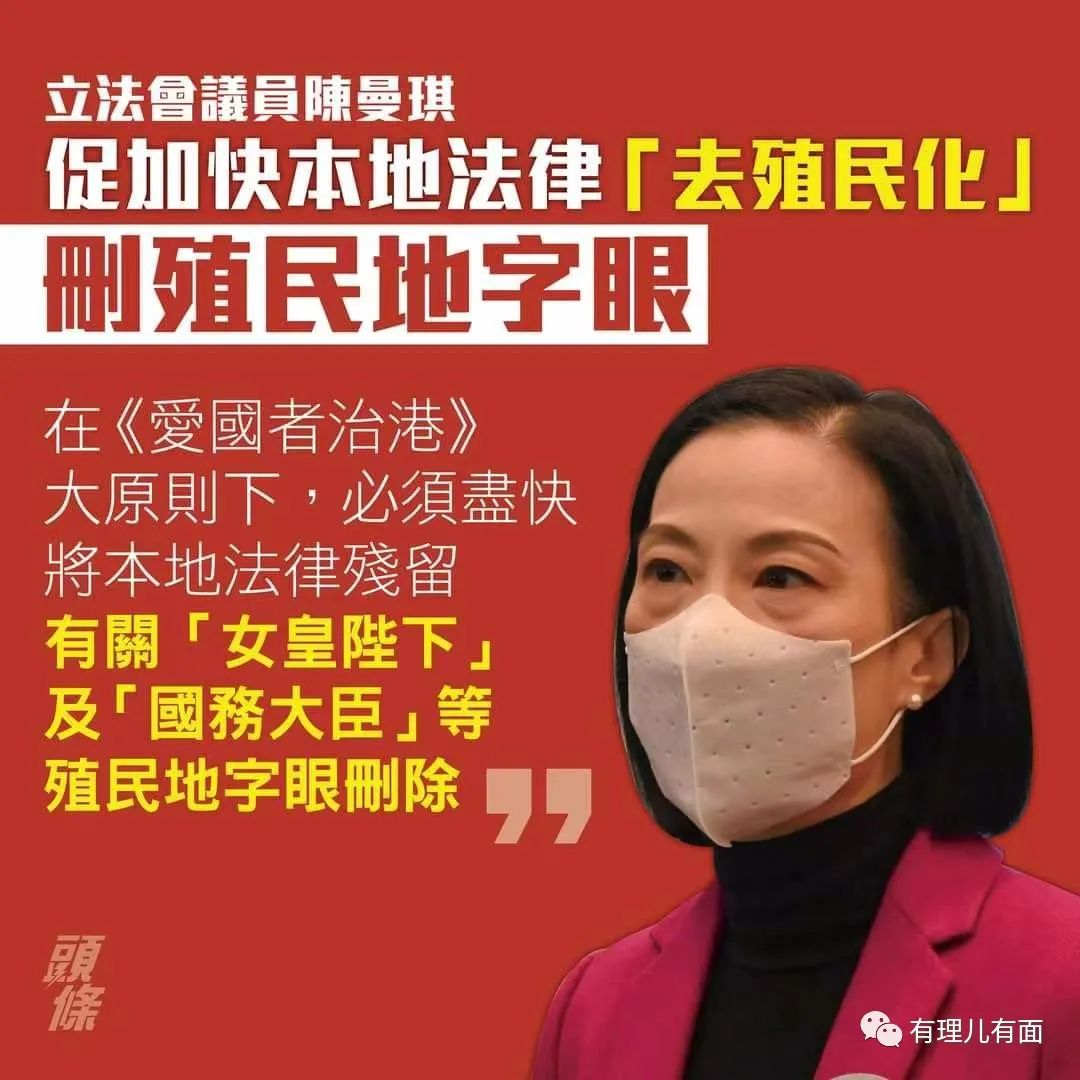 立法會議員陳曼琪
促加快本地法律「去殖民化」
刪殖民地字眼
在《愛國者治港》
大原則下，必須盡快
將本地法律殘留
有關「女皇陛下」
及「國務大臣」等
殖民地字眼刪除”
頭
條
有理儿有面